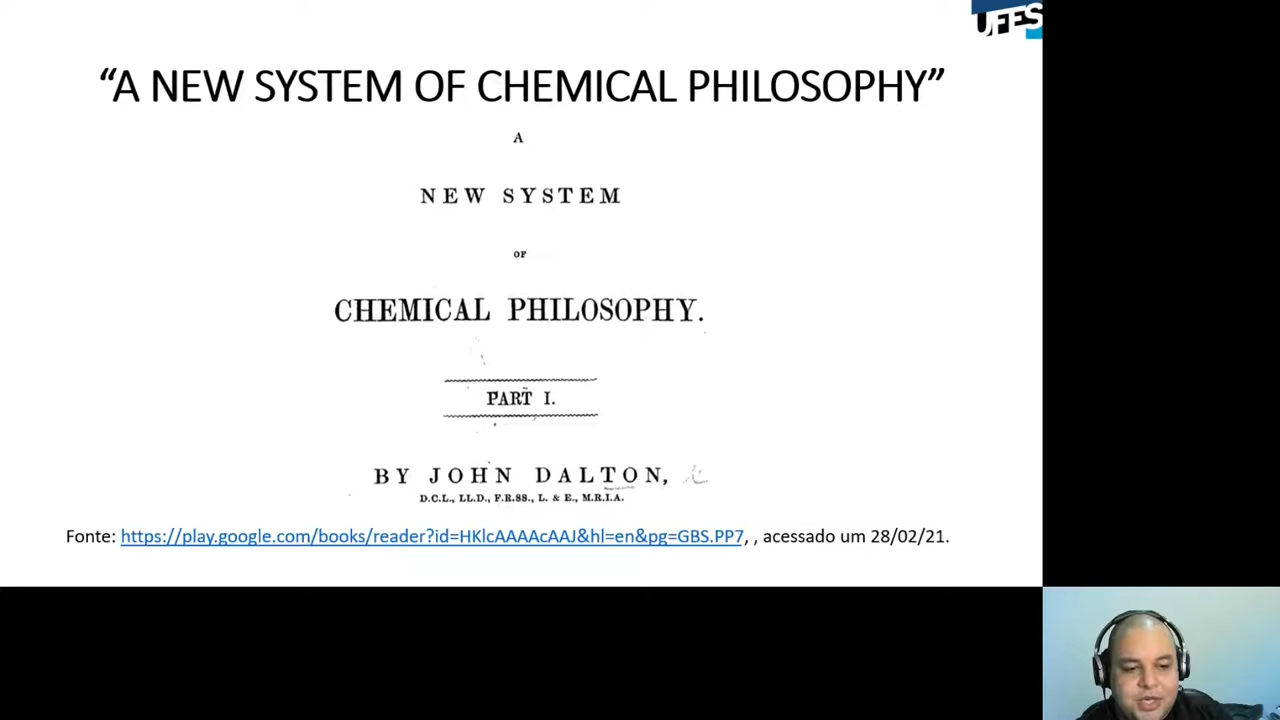 UFES
“A NEW SYSTEM OF CHEMICAL PHILOSOPHY”
A
NEW SYSTEM
OF
CHEMICAL PHILOSOPHY.
PART I.
BY JOHN DALTON,
D.C.L., LL.D., F.R.SS., L. & E., M.R.I.A.
Fonte: https://play.google.com/books/reader?id=HKlcAAAAcAAJ&hl=en&pg=GBS.PP7, , acessado um 28/02/21.